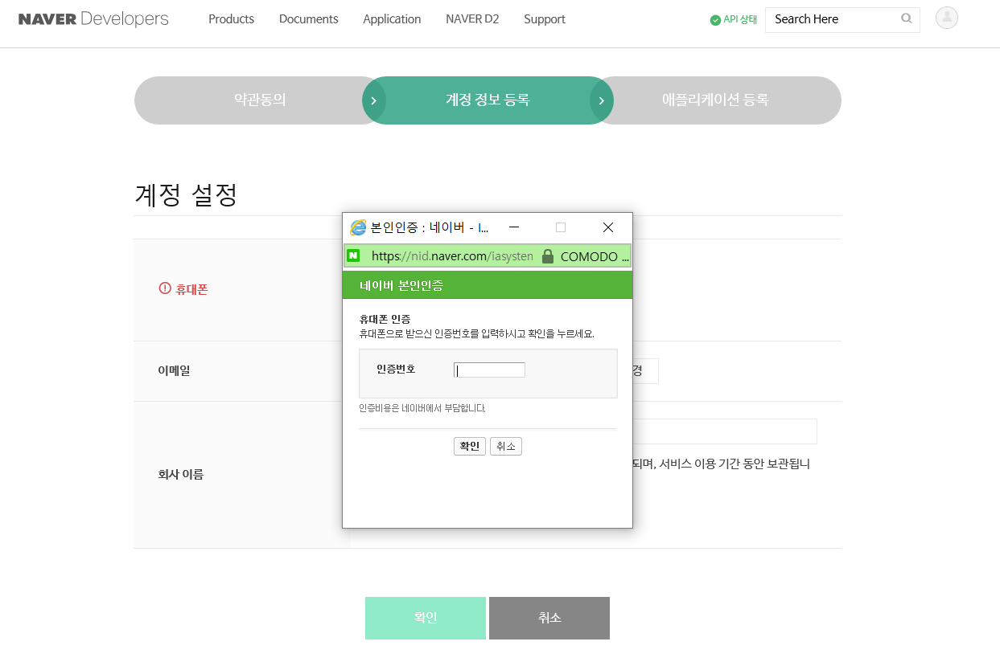 NAVER Developers
Products Documents Application NAVER D2 Support
API 상태
Search Here
약관동의
계정 정보 등록
애플리케이션 등록
계정 설정
본인인증 : 네이버 - I...
https://nid.naver.com/iasysten
COMODO ...
네이버 본인인증
휴대폰 인증
휴대폰으로 받으신 인증번호를 입력하시고 확인을 누르세요.
인증번호
인증비용은 네이버에서 부담합니다.
확인 취소
휴대폰
이메일
경
회사 이름
되며, 서비스 이용 기간 동안 보관됩니
확인 취소